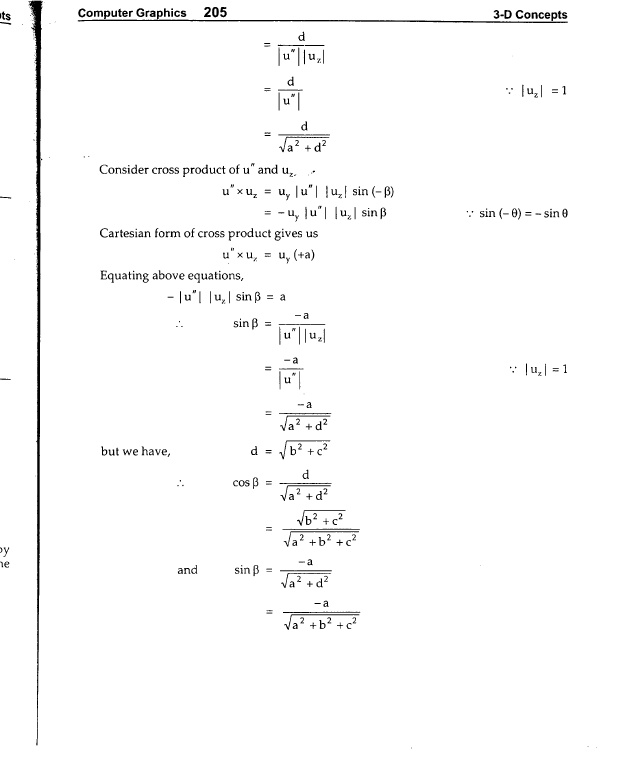 ots
Computer Graphics 205 3-D Concepts
= d / |u″||u_z|
= d / |u″| ∵ |u_z| = 1
= d / √(a² + d²)
Consider cross product of u″ and u_z.
u″ × u_z = u_y |u″| |u_z| sin (− β)
= − u_y |u″| |u_z| sin β ∵ sin (− θ) = − sin θ
Cartesian form of cross product gives us
u″ × u_z = u_y (+a)
Equating above equations,
− |u″| |u_z| sin β = a
∴ sin β = −a / |u″||u_z|
= −a / |u″| ∵ |u_z| = 1
= −a / √(a² + d²)
but we have, d = √(b² + c²)
∴ cos β = d / √(a² + d²)
= √(b² + c²) / √(a² + b² + c²)
and sin β = −a / √(a² + d²)
= −a / √(a² + b² + c²)